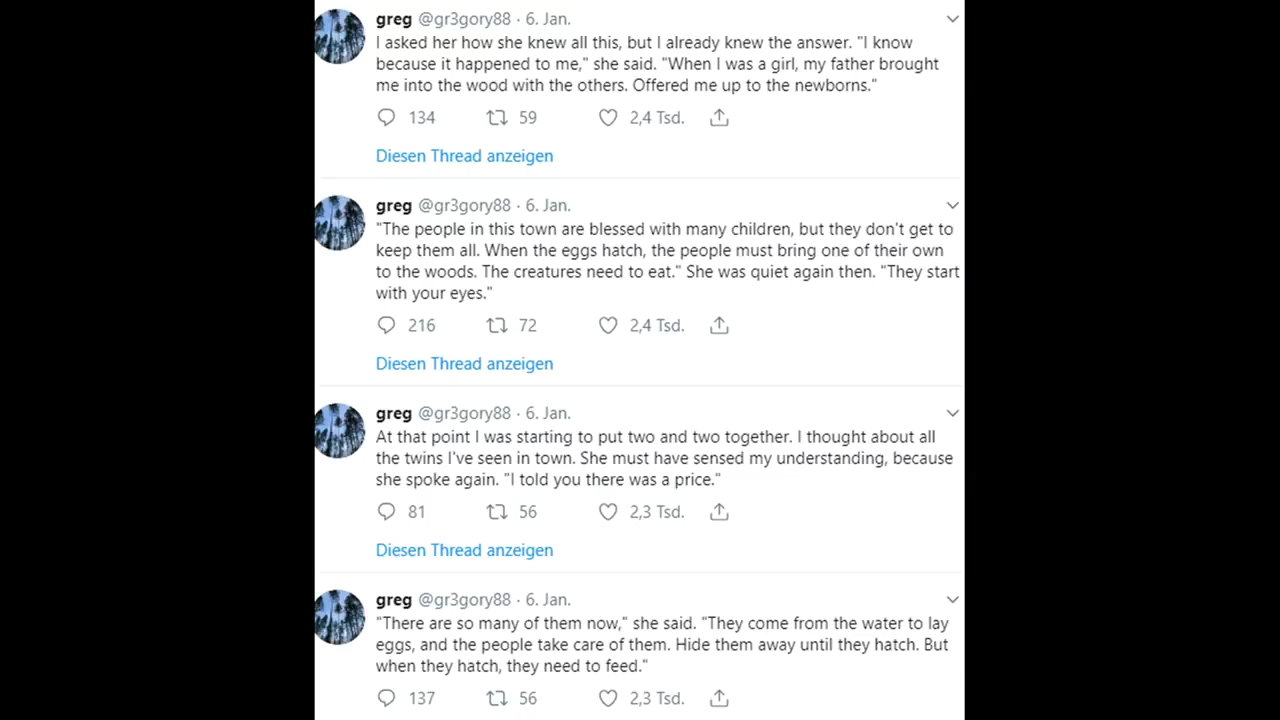 greg @gr3gory88 · 6. Jan.
I asked her how she knew all this, but I already knew the answer. "I know
because it happened to me," she said. "When I was a girl, my father brought
me into the wood with the others. Offered me up to the newborns."
134 59 2,4 Tsd.
Diesen Thread anzeigen
greg @gr3gory88 · 6. Jan.
"The people in this town are blessed with many children, but they don't get to
keep them all. When the eggs hatch, the people must bring one of their own
to the woods. The creatures need to eat." She was quiet again then. "They start
with your eyes."
216 72 2,4 Tsd.
Diesen Thread anzeigen
greg @gr3gory88 · 6. Jan.
At that point I was starting to put two and two together. I thought about all
the twins I've seen in town. She must have sensed my understanding, because
she spoke again. "I told you there was a price."
81 56 2,3 Tsd.
Diesen Thread anzeigen
greg @gr3gory88 · 6. Jan.
"There are so many of them now," she said. "They come from the water to lay
eggs, and the people take care of them. Hide them away until they hatch. But
when they hatch, they need to feed."
137 56 2,3 Tsd.